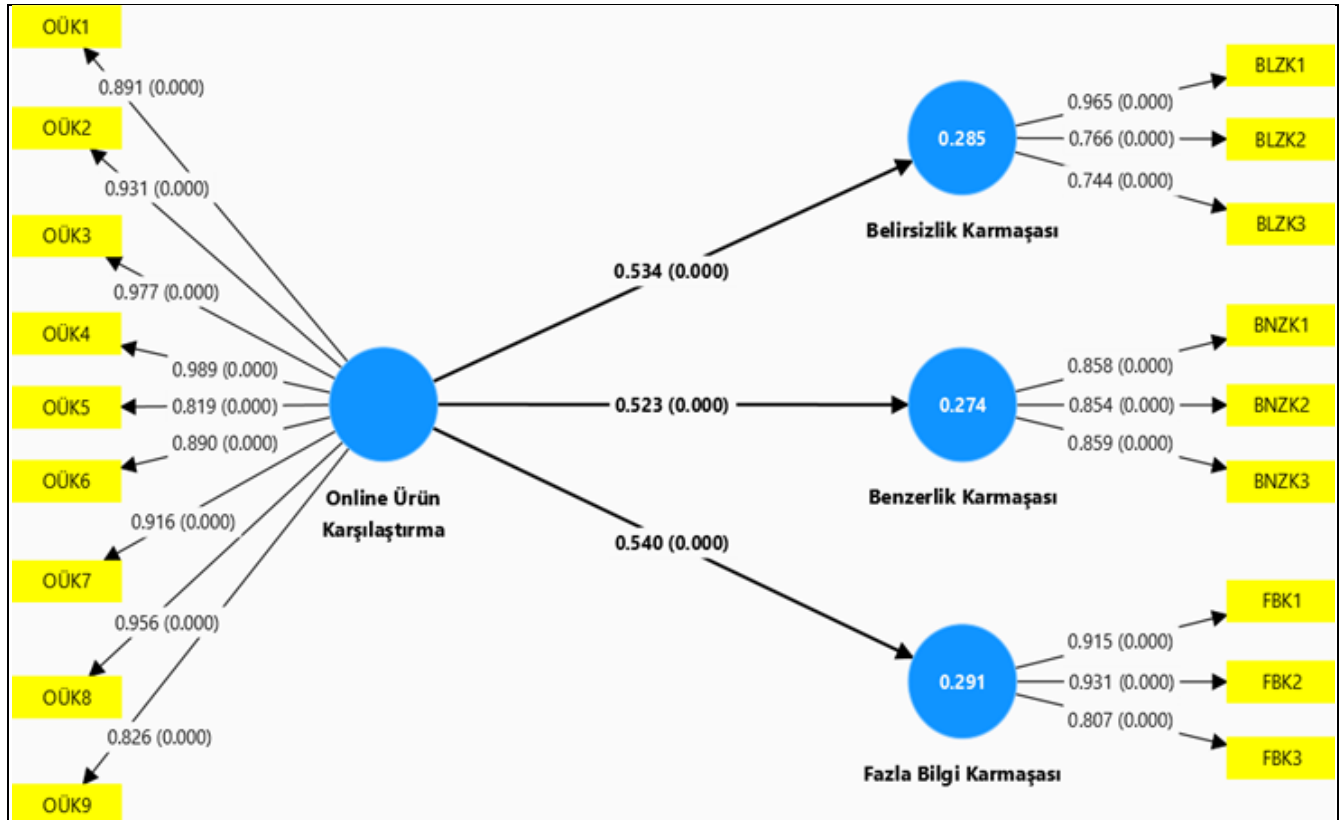 OÜK1
0.891 (0.000)
OÜK2
0.931 (0.000)
OÜK3
0.977 (0.000)
OÜK4
0.989 (0.000)
OÜK5
0.819 (0.000)
0.890 (0.000)
OÜK6
0.916 (0.000)
OÜK7
0.956 (0.000)
OÜK8
0.826 (0.000)
OÜK9
Online Ürün
Karşılaştırma
0.534 (0.000)
0.523 (0.000)
0.540 (0.000)
0.285
Belirsizlik Karmaşası
0.965 (0.000)
0.766 (0.000)
0.744 (0.000)
BLZK1
BLZK2
BLZK3
0.274
Benzerlik Karmaşası
0.858 (0.000)
0.854 (0.000)
0.859 (0.000)
BNZK1
BNZK2
BNZK3
0.291
Fazla Bilgi Karmaşası
0.915 (0.000)
0.931 (0.000)
0.807 (0.000)
FBK1
FBK2
FBK3